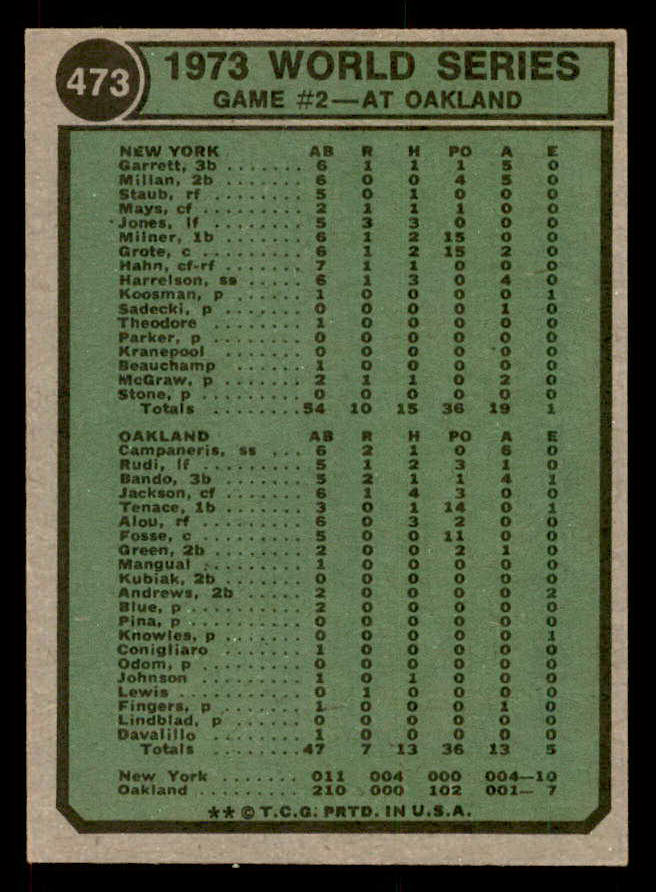 473
1973 WORLD SERIES
GAME #2—AT OAKLAND
NEW YORK AB R H PO A E
Garrett, 3b ....... 6 1 1 1 5 0
Millan, 2b ........ 6 0 0 4 5 0
Staub, rf ......... 5 0 1 0 0 0
Mays, cf .......... 2 1 1 1 0 0
Jones, lf ......... 5 3 3 0 0 0
Milner, 1b ........ 6 1 2 15 0 0
Grote, c .......... 6 1 2 15 2 0
Hahn, cf-rf ....... 7 1 1 0 0 0
Harrelson, ss ..... 6 1 3 0 4 0
Koosman, p ........ 1 0 0 0 0 1
Sadecki, p ........ 0 0 0 0 1 0
Theodore .......... 1 0 0 0 0 0
Parker, p ......... 0 0 0 0 0 0
Kranepool ......... 0 0 0 0 0 0
Beauchamp ......... 1 0 0 0 0 0
McGraw, p ......... 2 1 1 0 2 0
Stone, p .......... 0 0 0 0 0 0
Totals ........ 54 10 15 36 19 1
OAKLAND AB R H PO A E
Campaneris, ss ... 6 2 1 0 6 0
Rudi, lf .......... 5 1 2 3 1 0
Bando, 3b ......... 5 2 1 1 4 1
Jackson, cf ....... 6 1 4 3 0 0
Tenace, 1b ........ 3 0 1 14 0 1
Alou, rf .......... 6 0 3 2 0 0
Fosse, c .......... 5 0 0 11 0 0
Green, 2b ......... 2 0 0 2 1 0
Mangual ........... 1 0 0 0 0 0
Kubiak, 2b ........ 0 0 0 0 0 0
Andrews, 2b ....... 2 0 0 0 0 2
Blue, p ........... 2 0 0 0 0 0
Pina, p ........... 0 0 0 0 0 0
Knowles, p ........ 0 0 0 0 0 1
Conigliaro ........ 1 0 0 0 0 0
Odom, p ........... 0 0 0 0 0 0
Johnson ........... 1 0 1 0 0 0
Lewis ............. 0 1 0 0 0 0
Fingers, p ........ 1 0 0 0 1 0
Lindblad, p ....... 0 0 0 0 0 0
Davalillo ......... 1 0 0 0 0 0
Totals ........ 47 7 13 36 13 5
New York ....... 011 004 000 004—10
Oakland ........ 210 000 102 001— 7
** © T.C.G. PRTD. IN U.S.A.